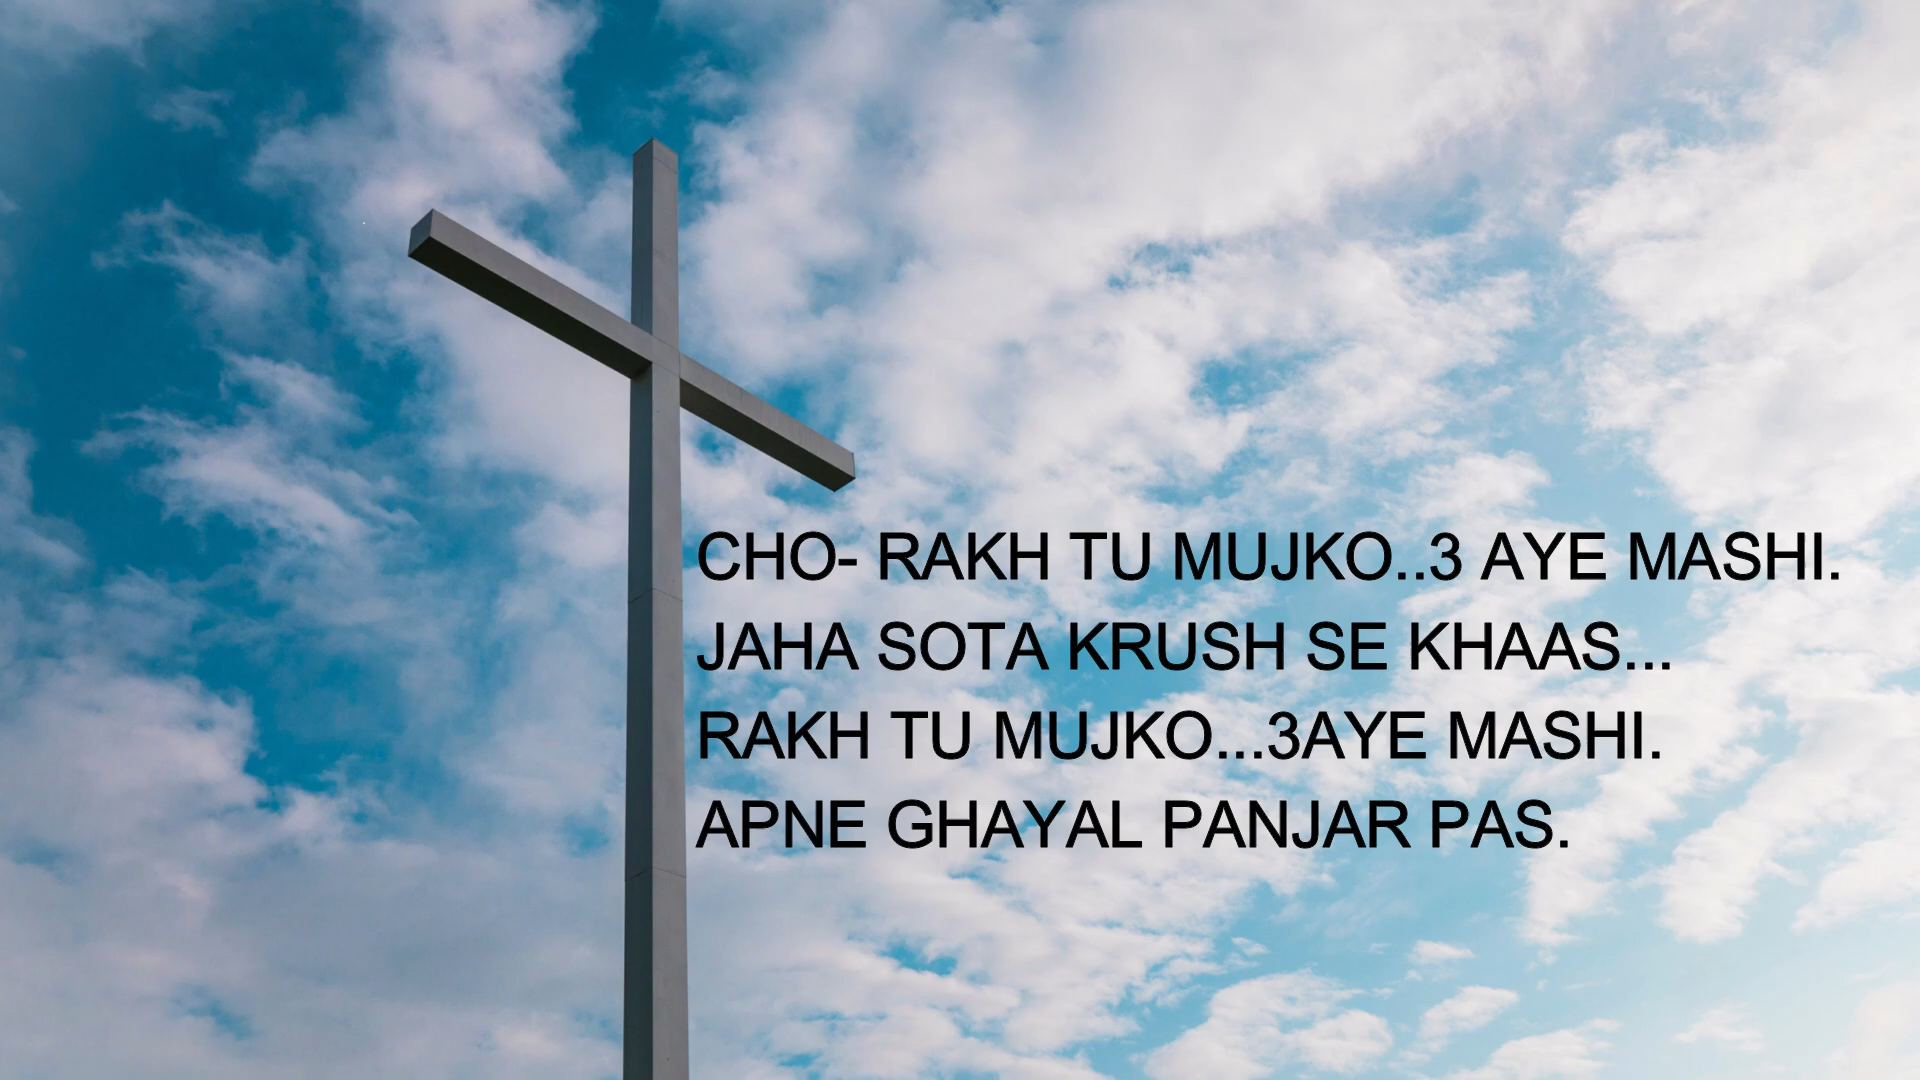 CHO- RAKH TU MUJKO..3 AYE MASHI.
JAHA SOTA KRUSH SE KHAAS...
RAKH TU MUJKO...3AYE MASHI.
APNE GHAYAL PANJAR PAS.